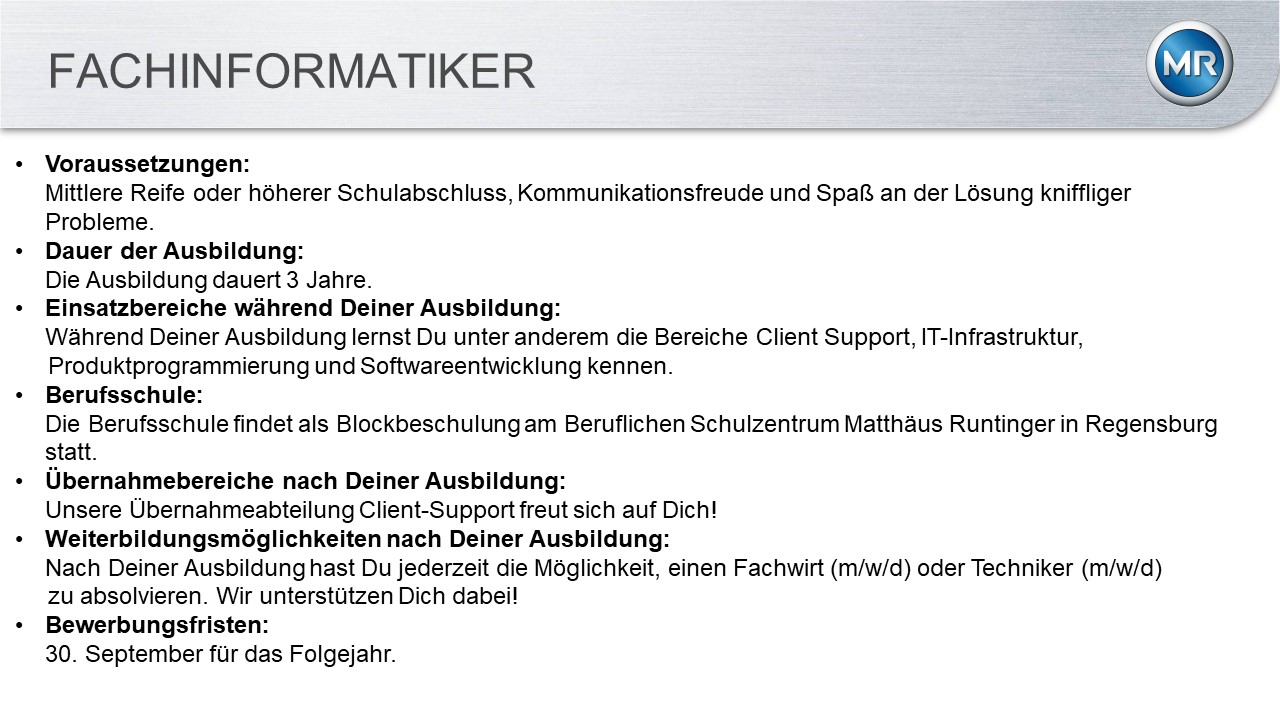 FACHINFORMATIKER
MR
• Voraussetzungen:
Mittlere Reife oder höherer Schulabschluss, Kommunikationsfreude und Spaß an der Lösung kniffliger
Probleme.
• Dauer der Ausbildung:
Die Ausbildung dauert 3 Jahre.
• Einsatzbereiche während Deiner Ausbildung:
Während Deiner Ausbildung lernst Du unter anderem die Bereiche Client Support, IT-Infrastruktur,
Produktprogrammierung und Softwareentwicklung kennen.
• Berufsschule:
Die Berufsschule findet als Blockbeschulung am Beruflichen Schulzentrum Matthäus Runtinger in Regensburg
statt.
• Übernahmebereiche nach Deiner Ausbildung:
Unsere Übernahmeabteilung Client-Support freut sich auf Dich!
• Weiterbildungsmöglichkeiten nach Deiner Ausbildung:
Nach Deiner Ausbildung hast Du jederzeit die Möglichkeit, einen Fachwirt (m/w/d) oder Techniker (m/w/d)
zu absolvieren. Wir unterstützen Dich dabei!
• Bewerbungsfristen:
30. September für das Folgejahr.